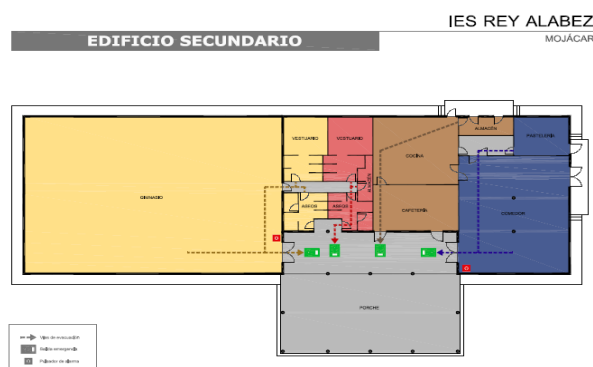 IES REY ALABEZ
EDIFICIO SECUNDARIO
MOJÁCAR
ALMACÉN
PASTELERÍA
VESTUARIO
VESTUARIO
COCINA
GIMNASIO
ASEOS
ASEOS
CAFETERÍA
COMEDOR
PORCHE
Vías de evacuación
Salida emergencia
Pulsador de alarma